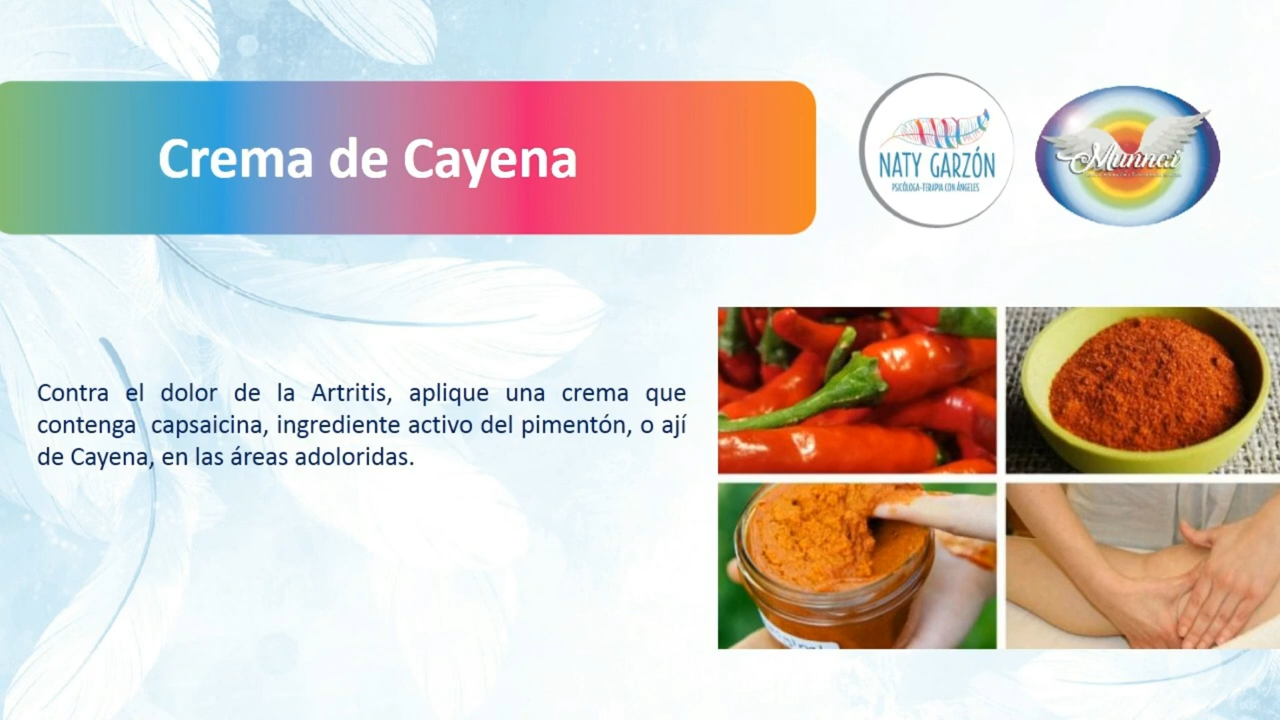 Crema de Cayena
NATY GARZÓN
PSICÓLOGA-TERAPIA CON ÁNGELES
Munnai
Contra el dolor de la Artritis, aplique una crema que
contenga capsaicina, ingrediente activo del pimentón, o ají
de Cayena, en las áreas adoloridas.